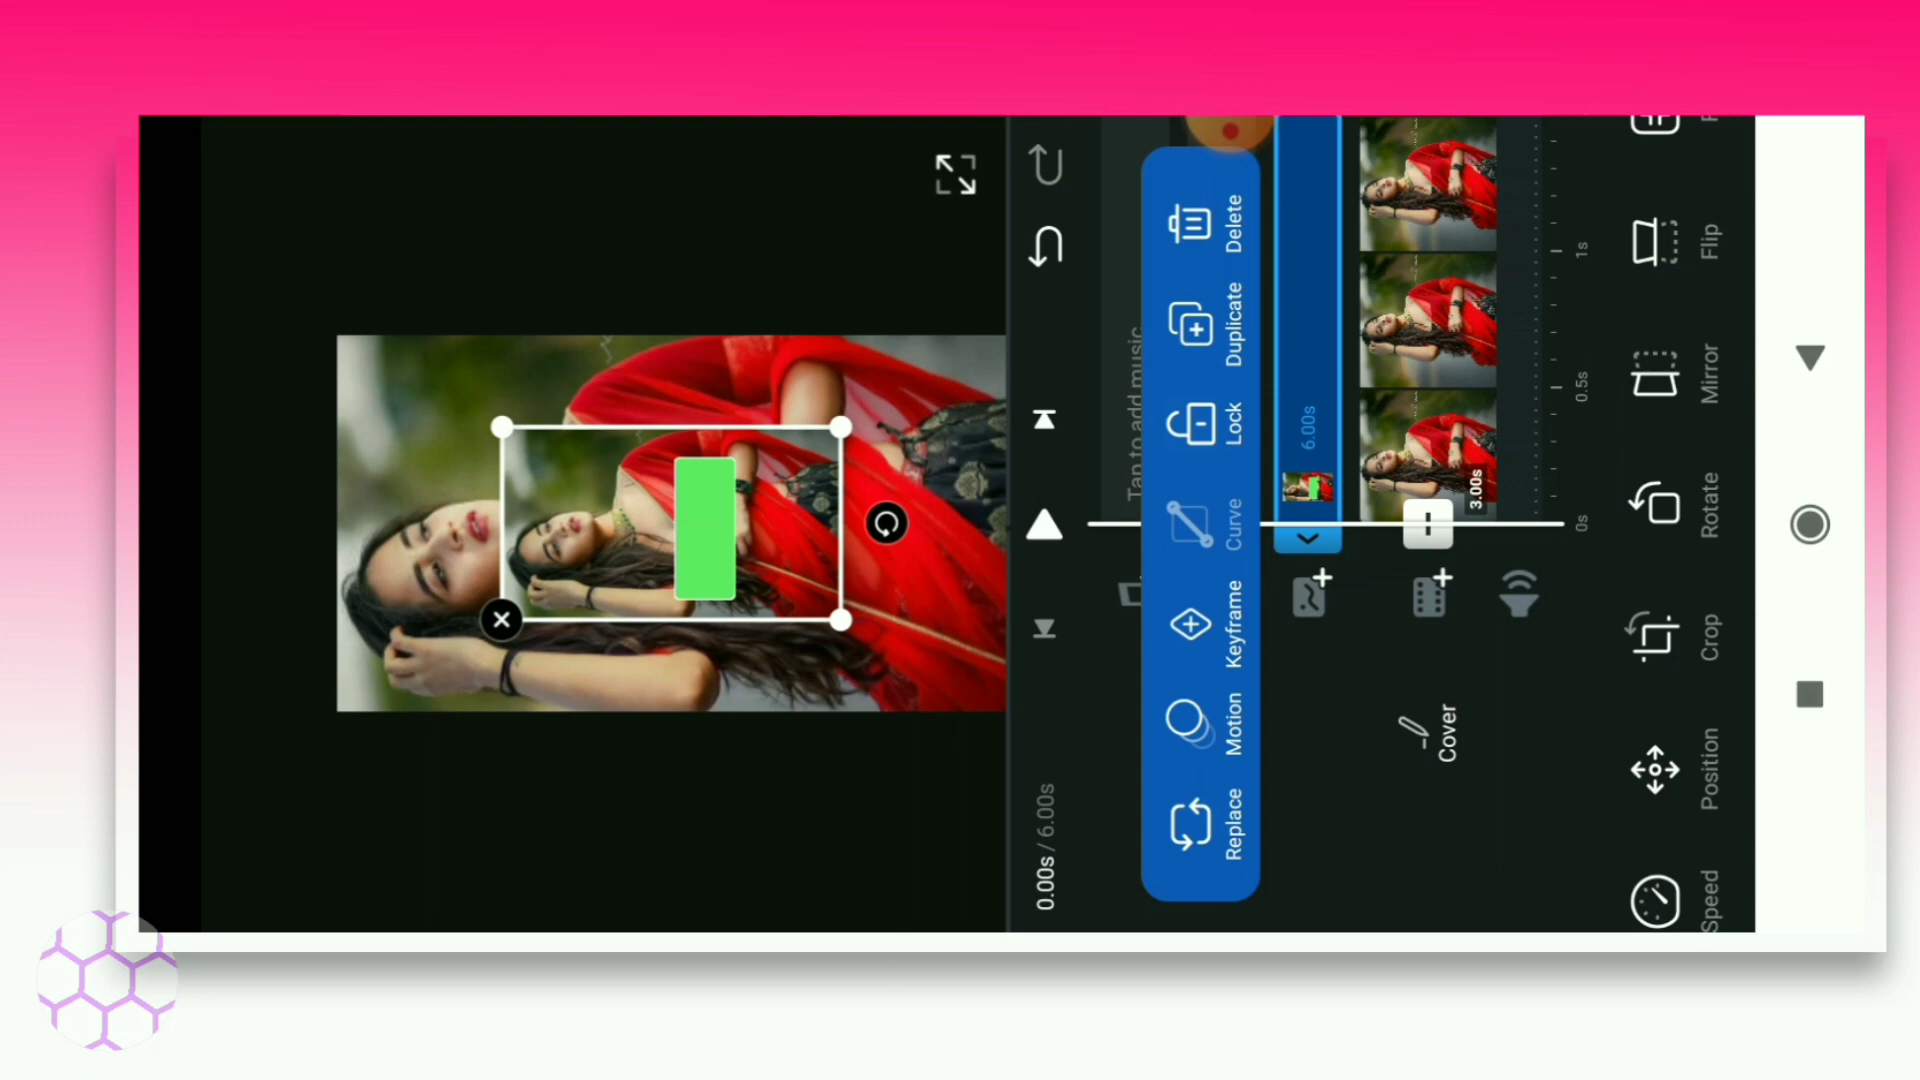 0.00s / 6.00s
Tap to add music
Replace
Motion
Keyframe
Curve
Lock
Duplicate
Delete
6.00s
3.00s
Cover
0s
0.5s
1s
Speed
Position
Crop
Rotate
Mirror
Flip